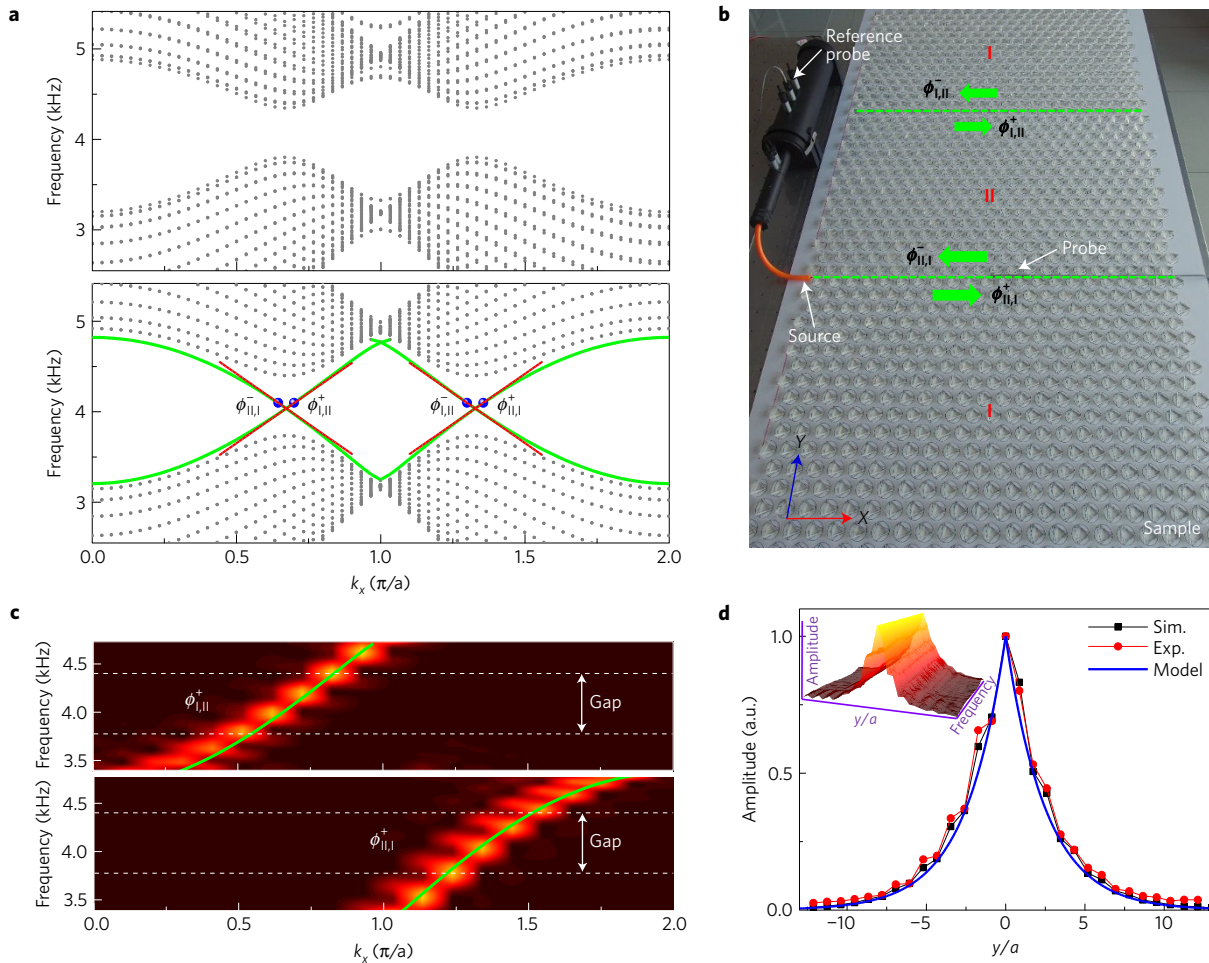 a
5
4
3
Frequency (kHz)
5
4
3
Frequency (kHz)
ϕ⁻II,I
ϕ⁺I,II
ϕ⁻II,I
ϕ⁺II,I
0.0 0.5 1.0 1.5 2.0
kx (π/a)
b
Reference
probe
I
ϕ⁻I,II
ϕ⁺I,II
II
ϕ⁻II,I
Probe
ϕ⁺II,I
Source
I
Y
X
Sample
c
4.5
4.0
3.5
Frequency (kHz)
ϕ⁺I,II
Gap
4.5
4.0
3.5
Frequency (kHz)
ϕ⁺II,I
Gap
0.0 0.5 1.0 1.5 2.0
kx (π/a)
d
1.0
0.5
0.0
Amplitude (a.u.)
Amplitude
y/a
Frequency
Sim.
Exp.
Model
−10 −5 0 5 10
y/a